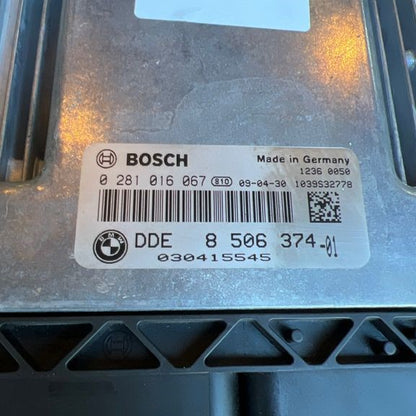 BOSCH Made in Germany
1236 0050
0 281 016 067 810 09-04-30 1039S32778
DDE 8 506 374-01
030415545